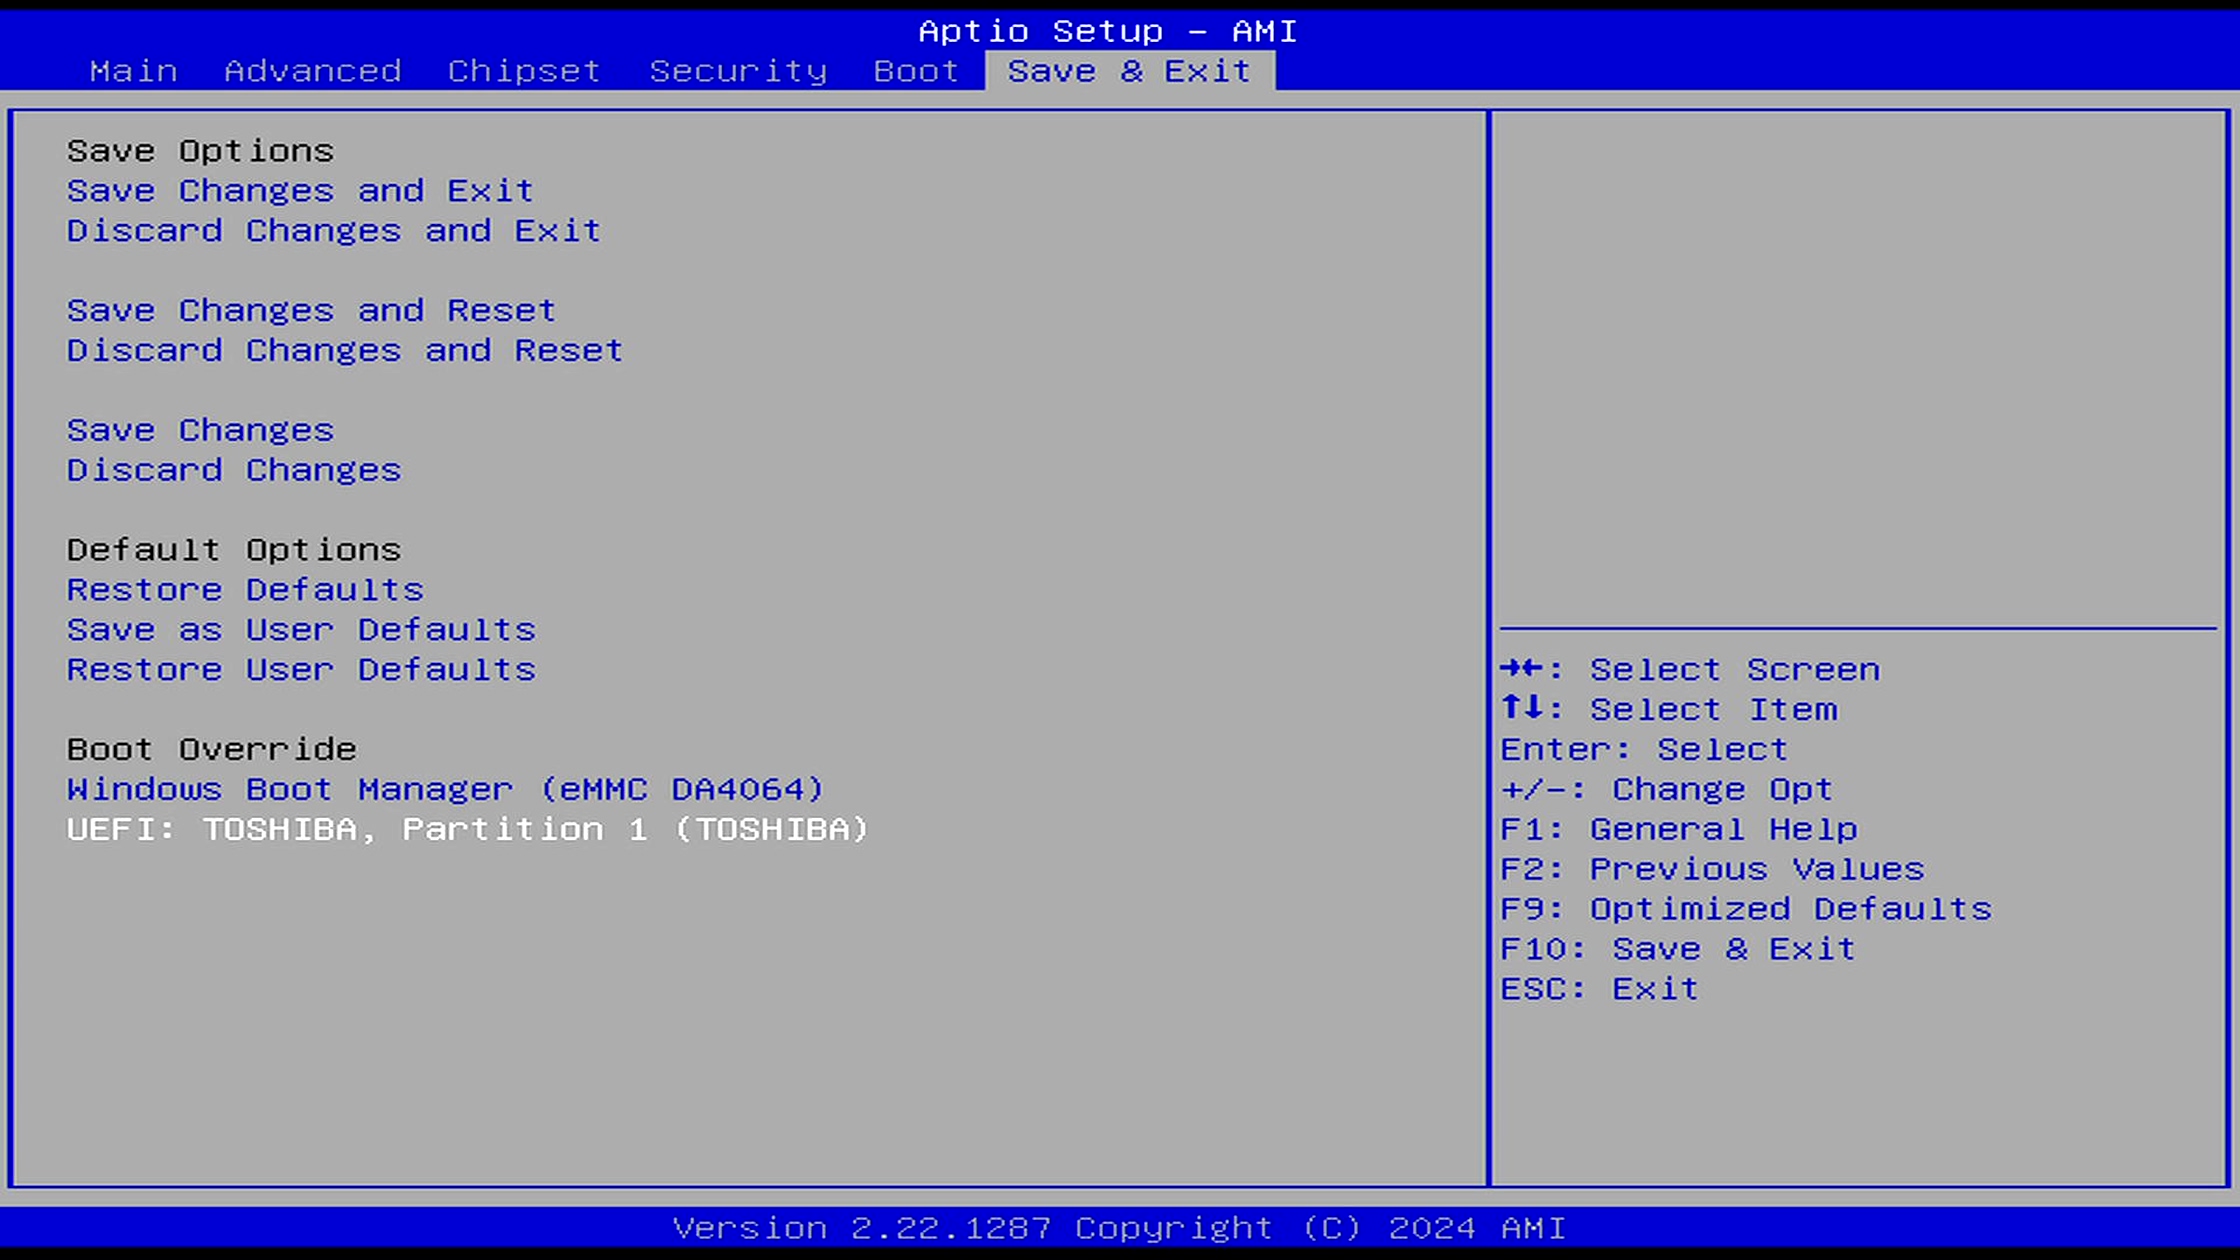 Aptio Setup - AMI
Main Advanced Chipset Security Boot Save & Exit
Save Options
Save Changes and Exit
Discard Changes and Exit
Save Changes and Reset
Discard Changes and Reset
Save Changes
Discard Changes
Default Options
Restore Defaults
Save as User Defaults
Restore User Defaults
Boot Override
Windows Boot Manager (eMMC DA4064)
UEFI: TOSHIBA, Partition 1 (TOSHIBA)
→←: Select Screen
↑↓: Select Item
Enter: Select
+/-: Change Opt
F1: General Help
F2: Previous Values
F9: Optimized Defaults
F10: Save & Exit
ESC: Exit
Version 2.22.1287 Copyright (C) 2024 AMI